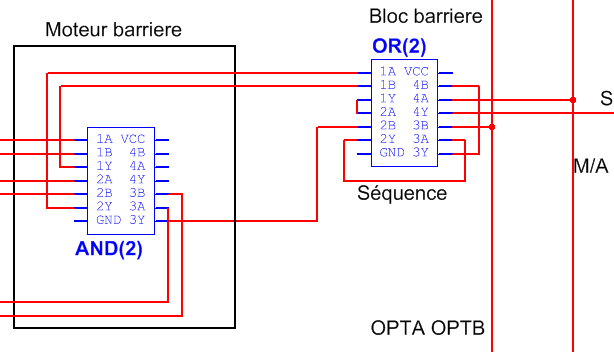 Moteur barriere
Bloc barriere
OR(2)
1A VCC
1B 4B
1Y 4A
2A 4Y
2B 3B
2Y 3A
GND 3Y
S
M/A
Séquence
1A VCC
1B 4B
1Y 4A
2A 4Y
2B 3B
2Y 3A
GND 3Y
AND(2)
OPTA OPTB